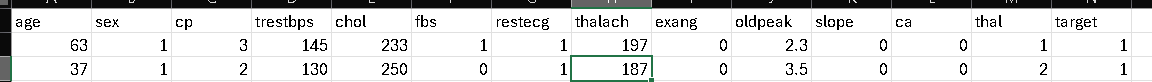 age sex cp trestbps chol fbs restecg thalach exang oldpeak slope ca thal target
63 1 3 145 233 1 1 197 0 2.3 0 0 1 1
37 1 2 130 250 0 1 187 0 3.5 0 0 2 1